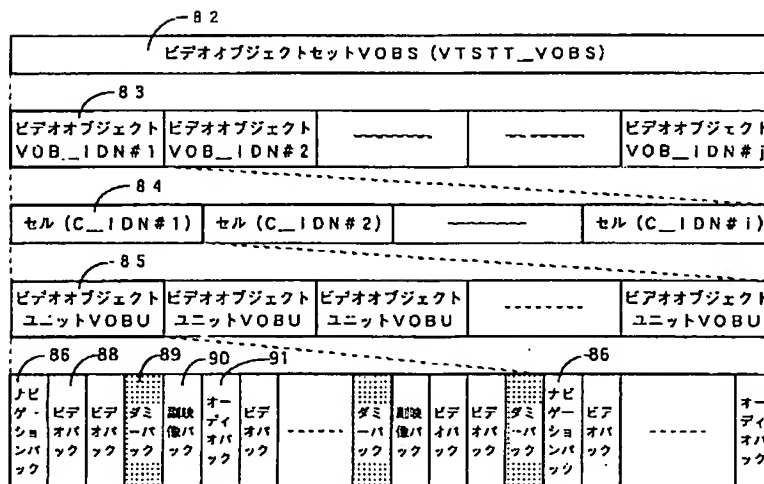 82
ビデオオブジェクトセットVOBS (VTSTT__VOBS)
83
ビデオオブジェクト VOB__IDN#1
ビデオオブジェクト VOB__IDN#2
ビデオオブジェクト VOB__IDN#j
84
セル (C__IDN#1)
セル (C__IDN#2)
セル (C__IDN#i)
85
ビデオオブジェクト ユニットVOBU
ビデオオブジェクト ユニットVOBU
ビデオオブジェクト ユニットVOBU
ビデオオブジェクト ユニットVOBU
86
88
89
90
91
86
ナビゲーションパック
ビデオパック
ビデオパック
ダミーパック
副映像パック
オーディオパック
ビデオパック
ダミーパック
副映像パック
ビデオパック
ビデオパック
ダミーパック
ナビゲーションパック
ビデオパック
オーディオパック